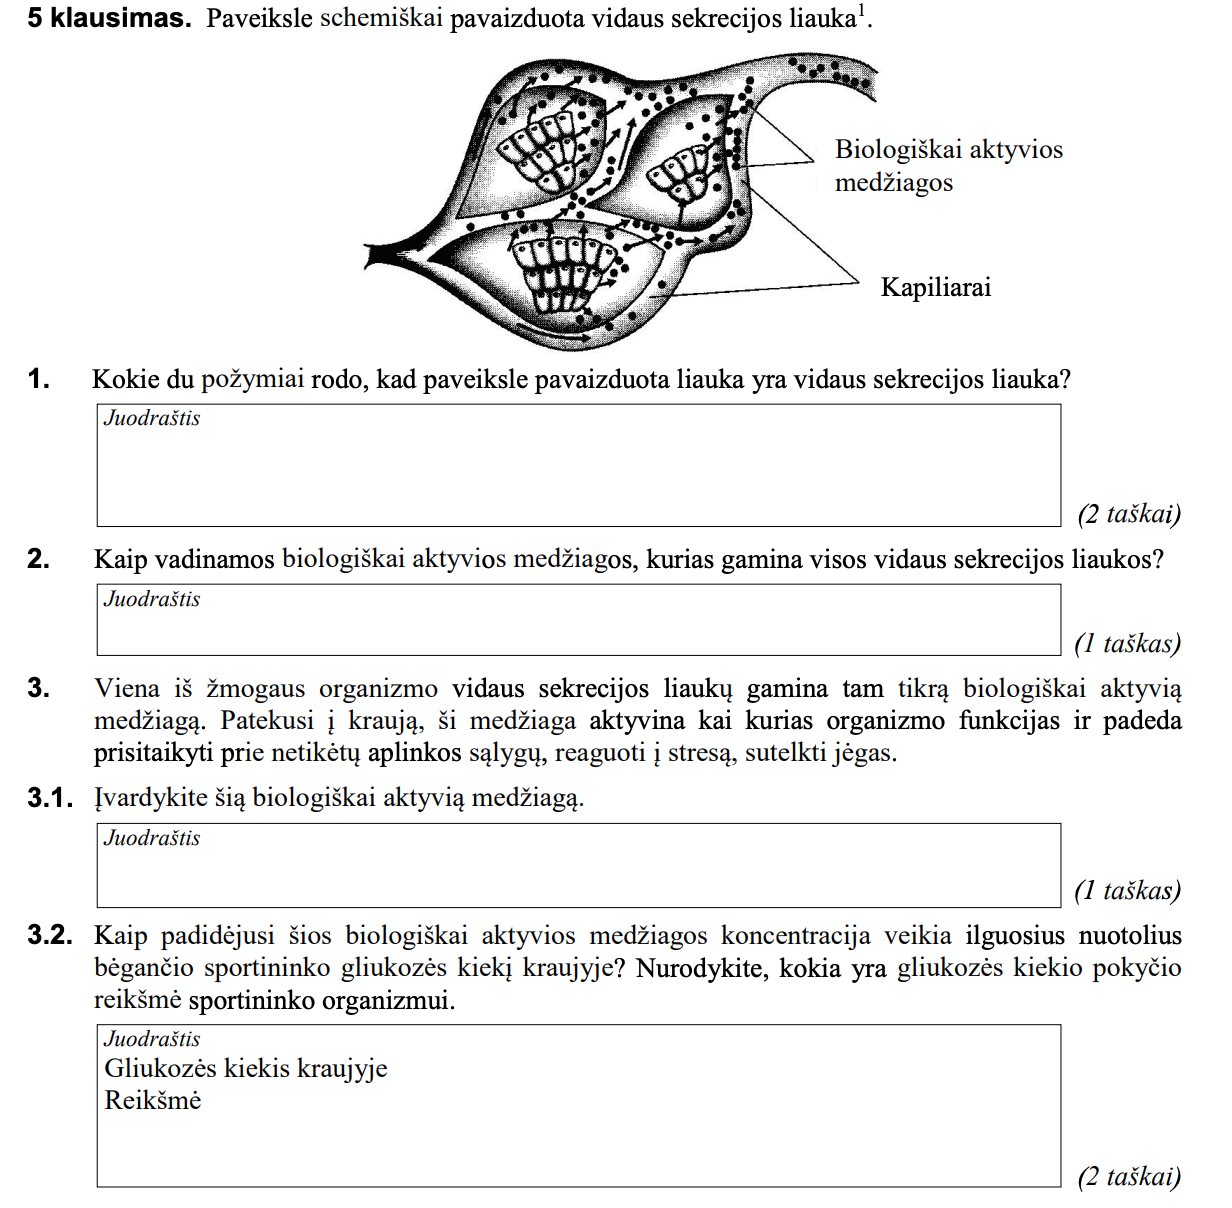 5 klausimas. Paveiksle schemiškai pavaizduota vidaus sekrecijos liauka¹.
Biologiškai aktyvios
medžiagos
Kapiliarai
1. Kokie du požymiai rodo, kad paveiksle pavaizduota liauka yra vidaus sekrecijos liauka?
Juodraštis
(2 taškai)
2. Kaip vadinamos biologiškai aktyvios medžiagos, kurias gamina visos vidaus sekrecijos liaukos?
Juodraštis
(1 taškas)
3. Viena iš žmogaus organizmo vidaus sekrecijos liaukų gamina tam tikrą biologiškai aktyvią
medžiagą. Patekusi į kraują, ši medžiaga aktyvina kai kurias organizmo funkcijas ir padeda
prisitaikyti prie netikėtų aplinkos sąlygų, reaguoti į stresą, sutelkti jėgas.
3.1. Įvardykite šią biologiškai aktyvią medžiagą.
Juodraštis
(1 taškas)
3.2. Kaip padidėjusi šios biologiškai aktyvios medžiagos koncentracija veikia ilguosius nuotolius
bėgančio sportininko gliukozės kiekį kraujyje? Nurodykite, kokia yra gliukozės kiekio pokyčio
reikšmė sportininko organizmui.
Juodraštis
Gliukozės kiekis kraujyje
Reikšmė
(2 taškai)